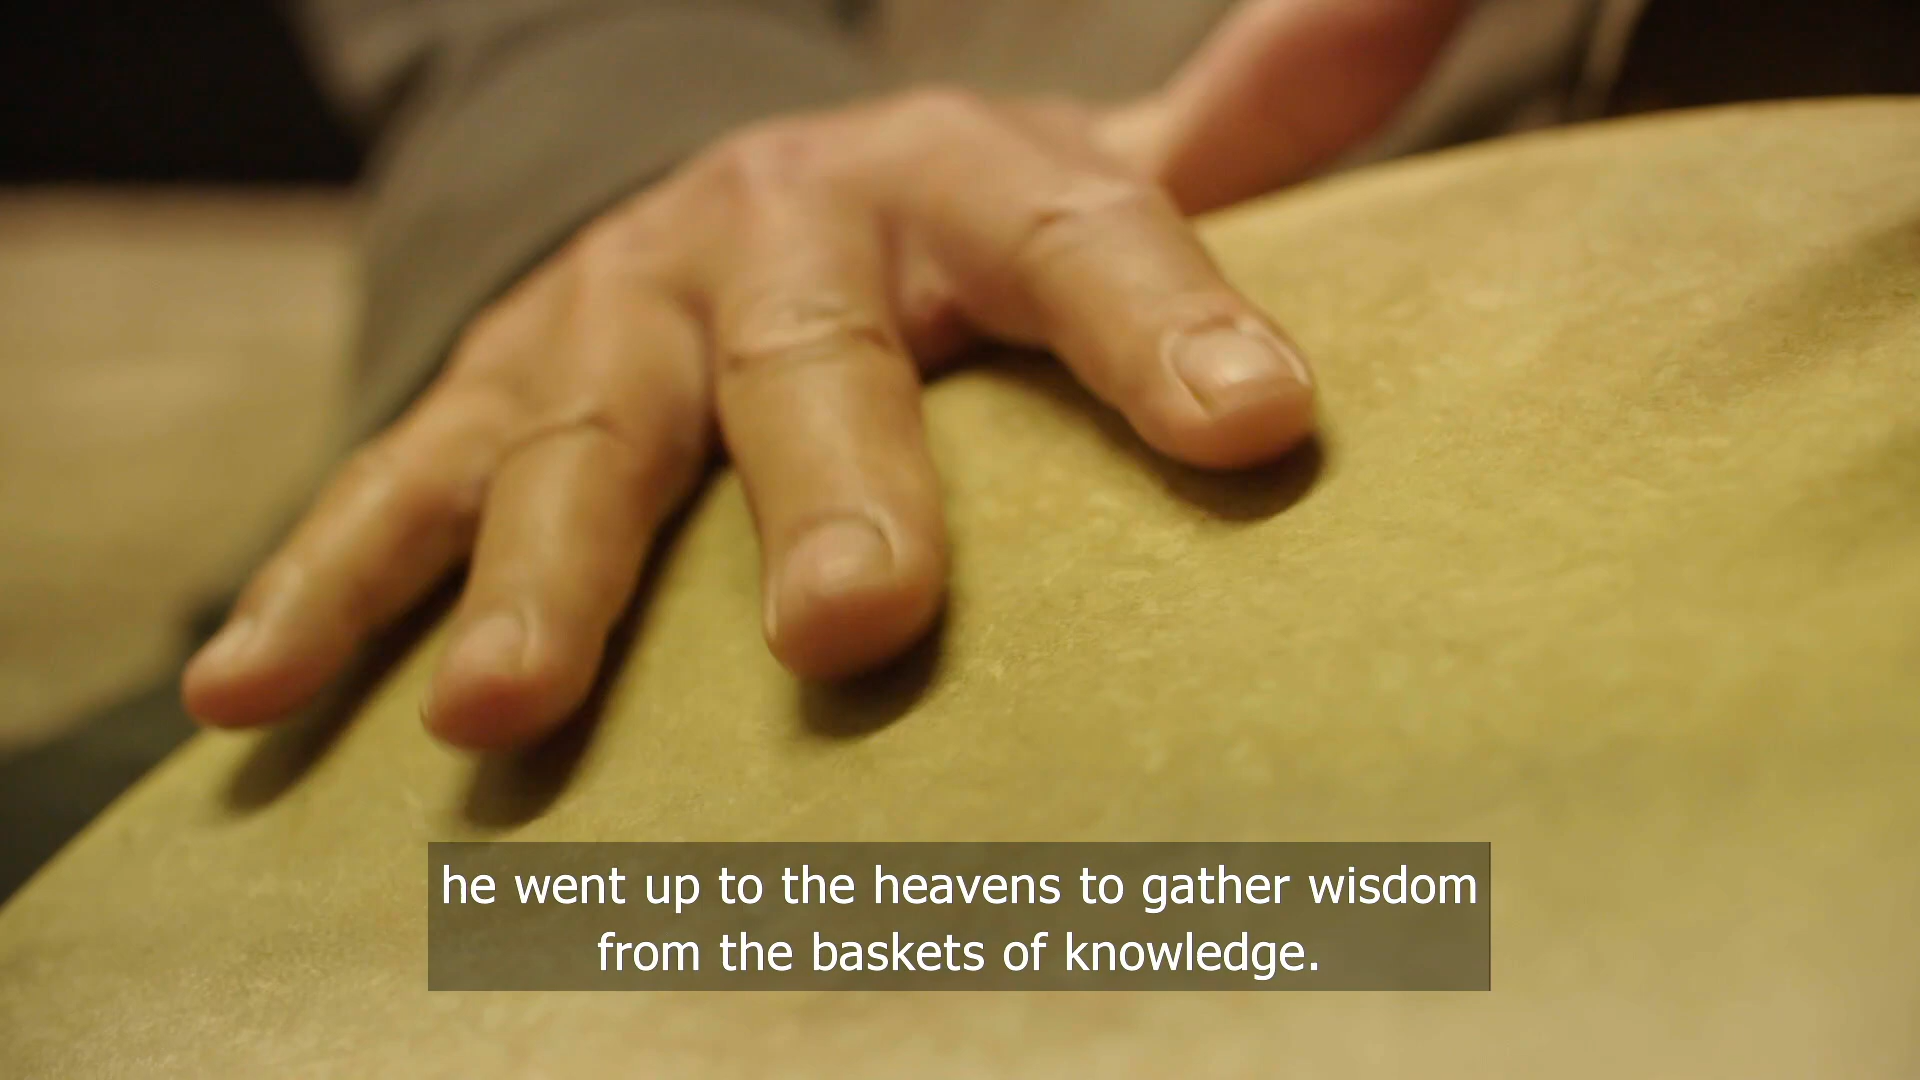 he went up to the heavens to gather wisdom
from the baskets of knowledge.